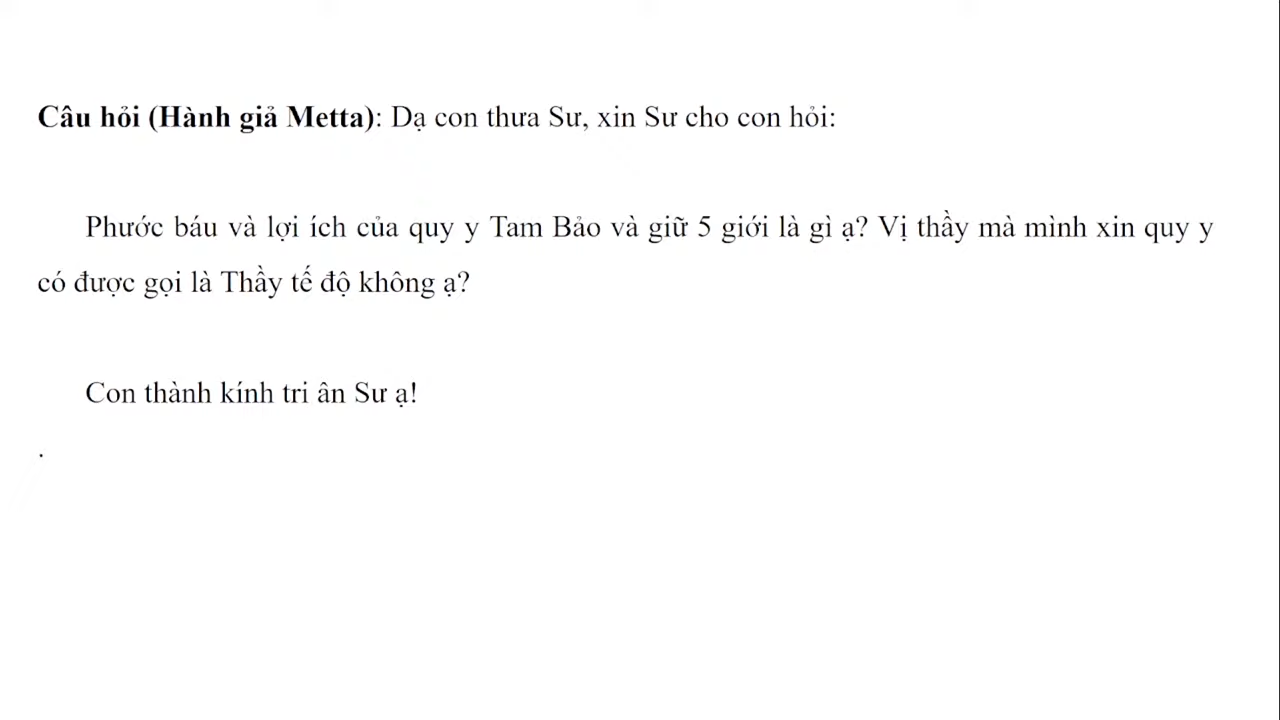 Câu hỏi (Hành giả Metta): Dạ con thưa Sư, xin Sư cho con hỏi:
Phước báu và lợi ích của quy y Tam Bảo và giữ 5 giới là gì ạ? Vị thầy mà mình xin quy y
có được gọi là Thầy tế độ không ạ?
Con thành kính tri ân Sư ạ!
.